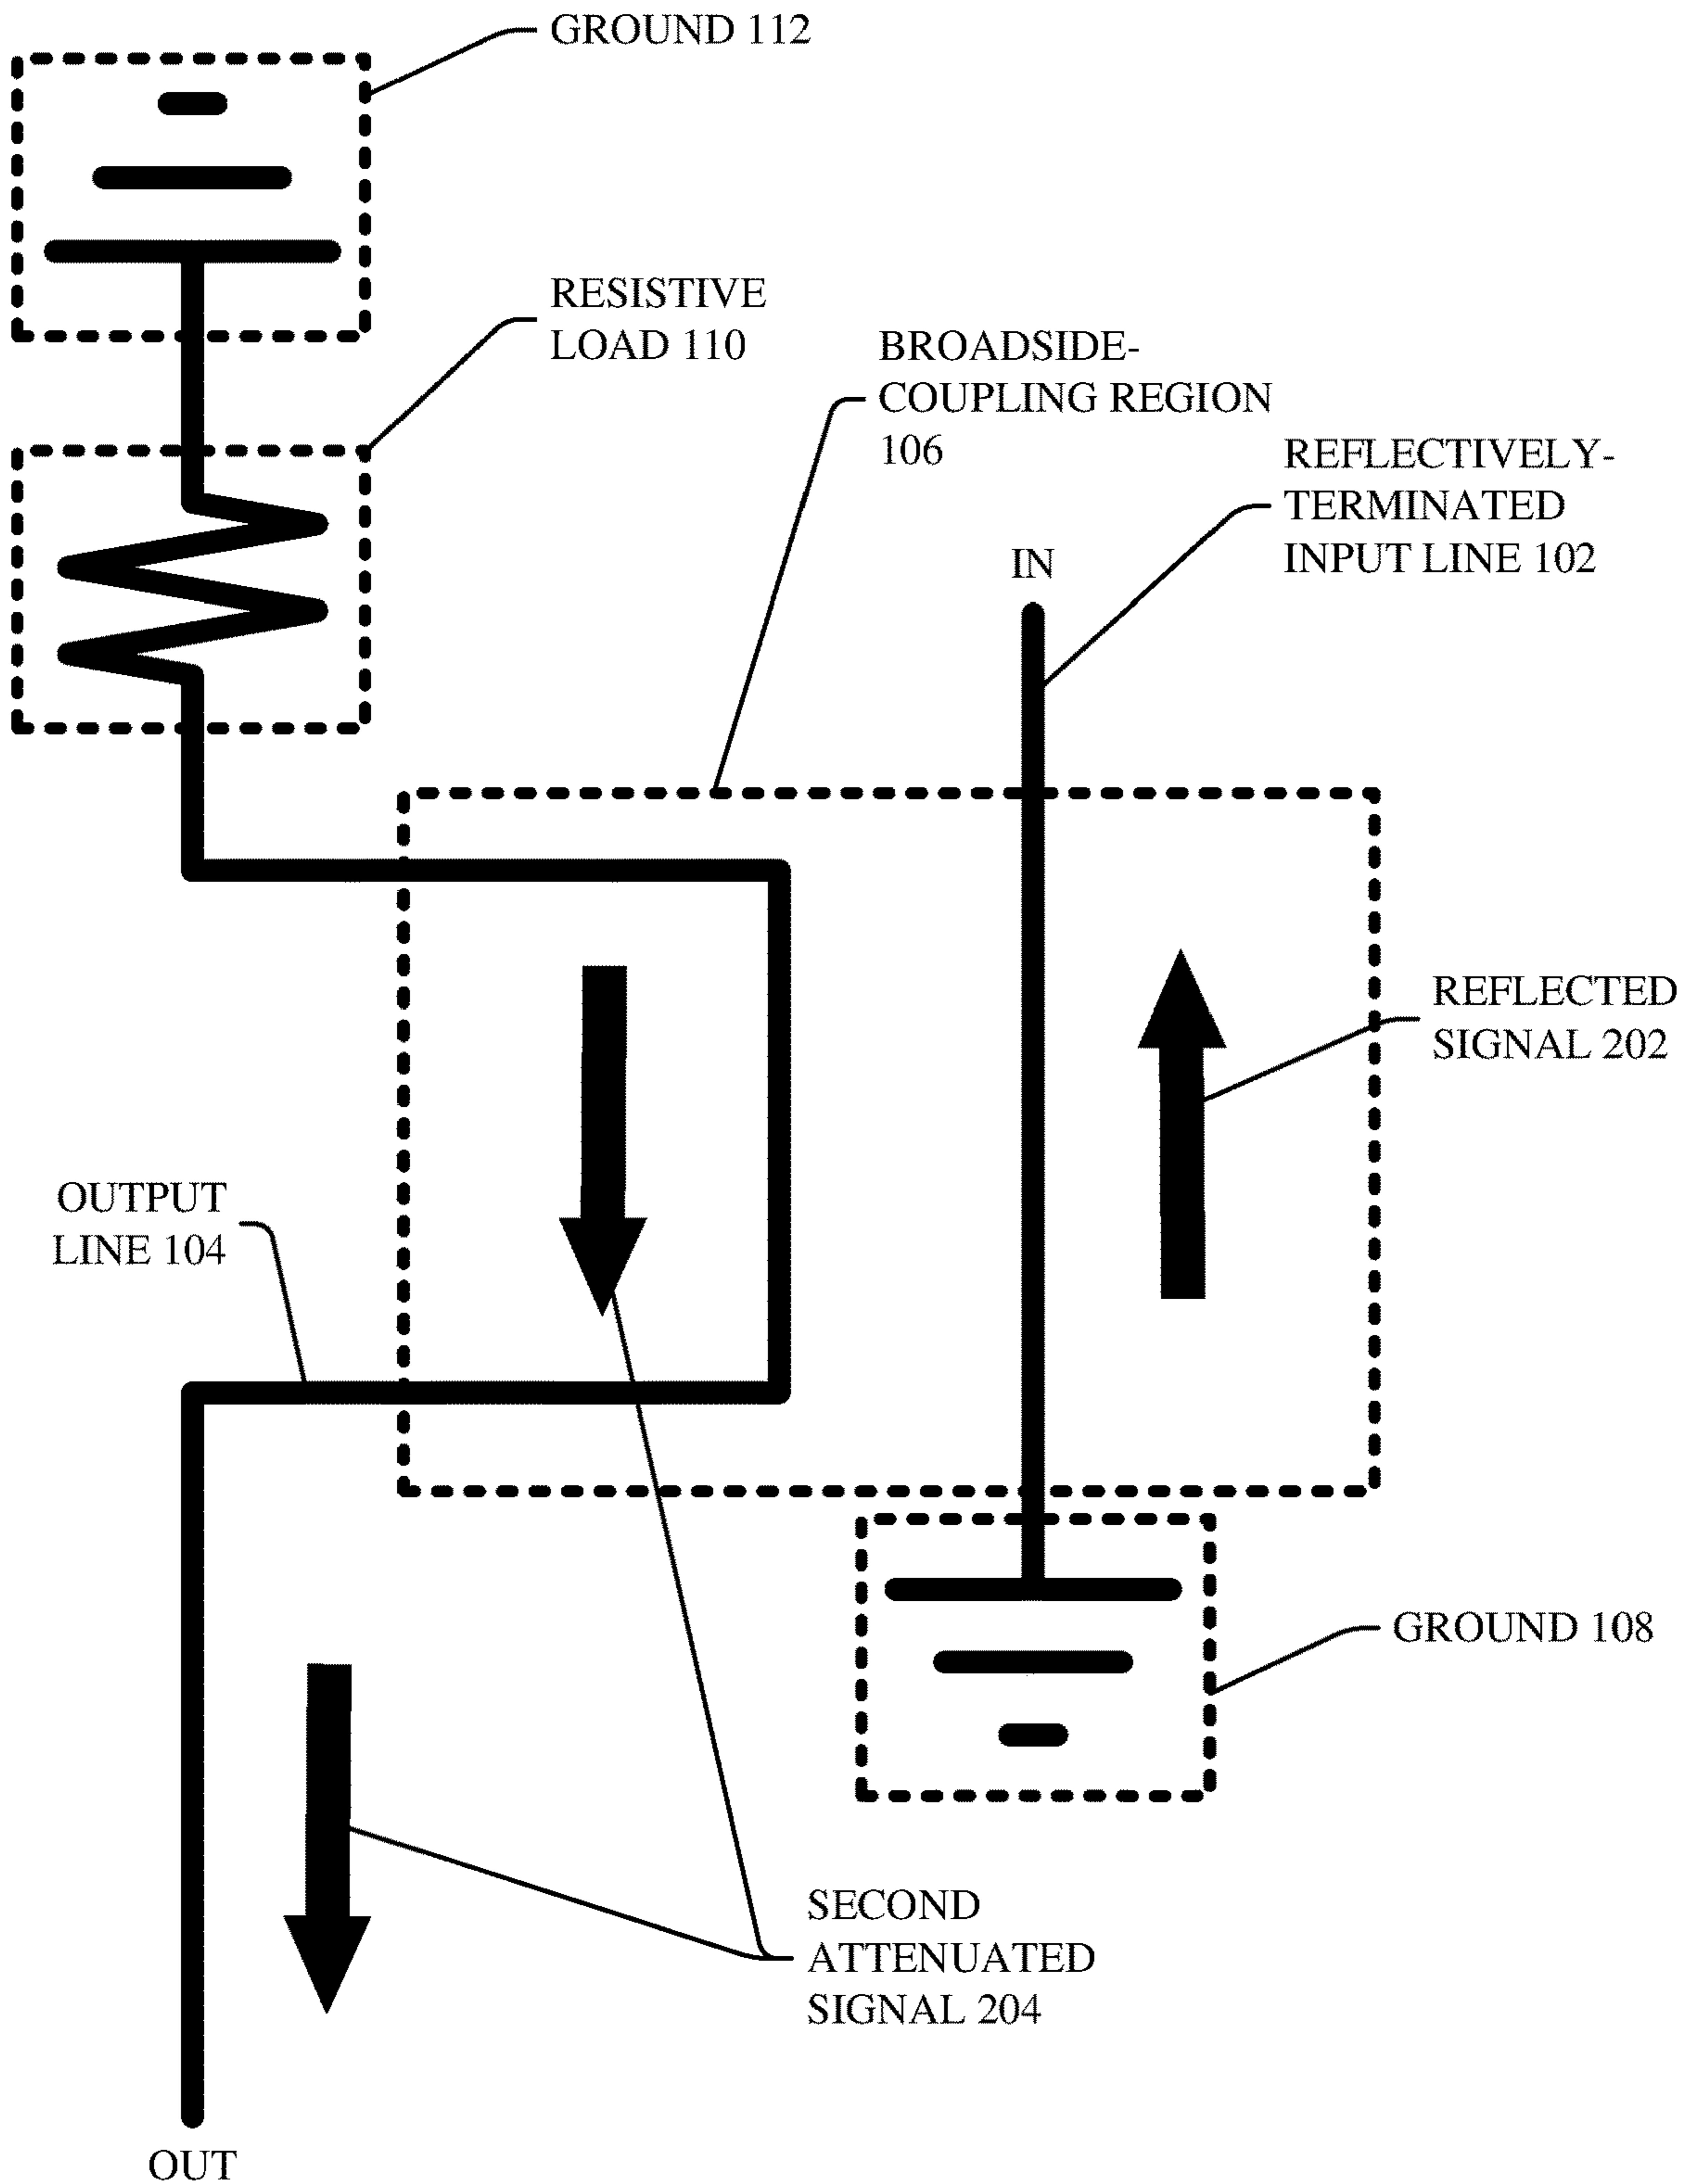 GROUND 112
RESISTIVE
LOAD 110
BROADSIDE-
COUPLING REGION
106
REFLECTIVELY-
TERMINATED
INPUT LINE 102
IN
REFLECTED
SIGNAL 202
OUTPUT
LINE 104
GROUND 108
SECOND
ATTENUATED
SIGNAL 204
OUT